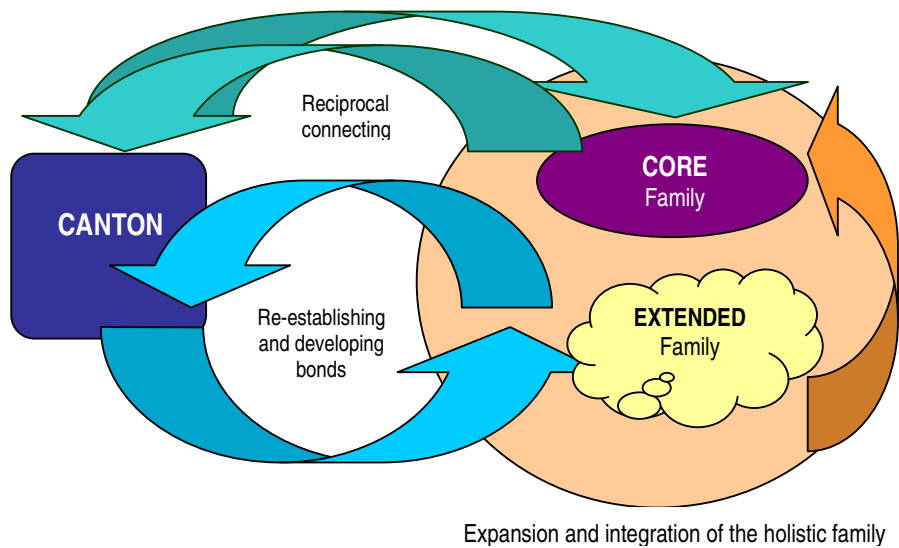 Reciprocal
connecting
CORE
Family
CANTON
Re-establishing
and developing
bonds
EXTENDED
Family
Expansion and integration of the holistic family